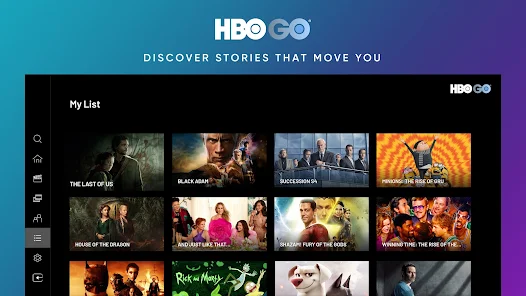 HBO GO
DISCOVER STORIES THAT MOVE YOU
HBO GO
My List
THE LAST OF US
BLACK ADAM
SUCCESSION S4
MINIONS: THE RISE OF GRU
HOUSE OF THE DRAGON
AND JUST LIKE THAT...
SHAZAM! FURY OF THE GODS
WINNING TIME: THE RISE OF THE...
Rick and Morty